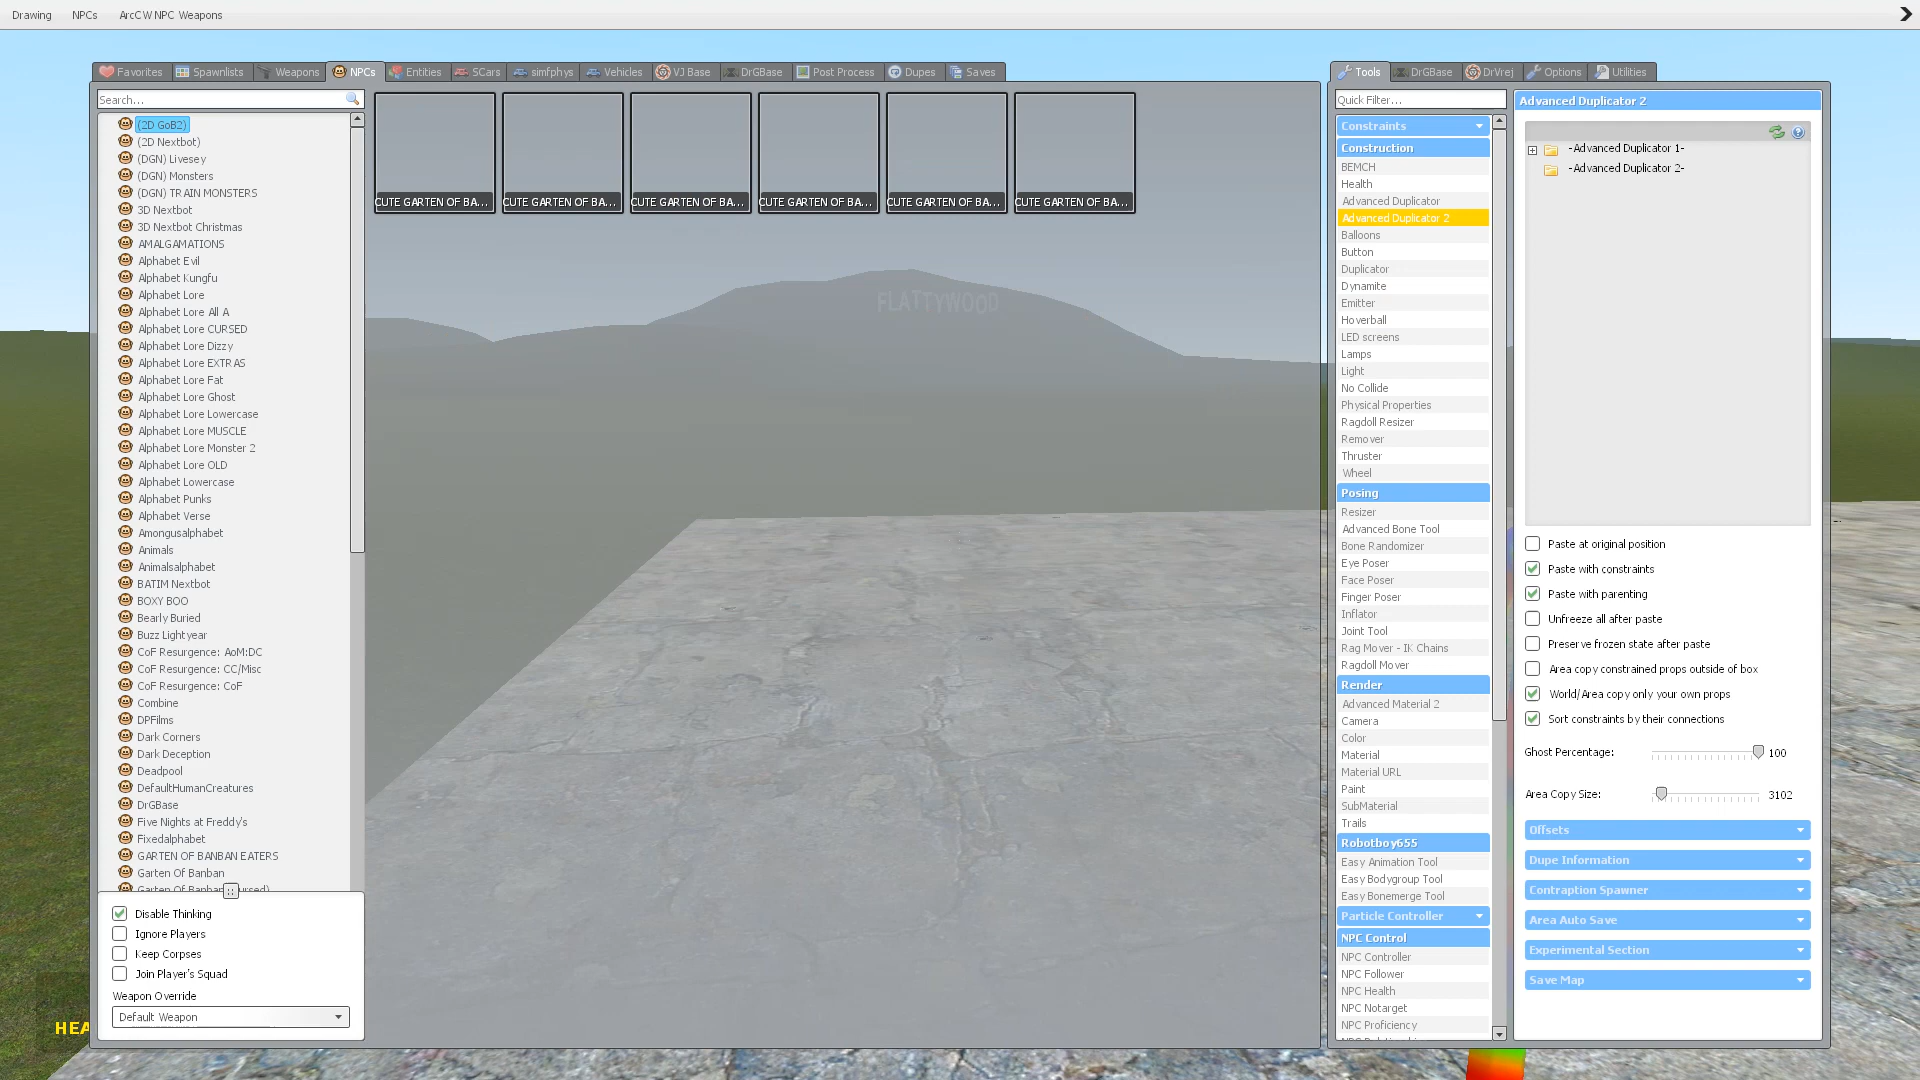 Drawing NPCs ArcCW NPC Weapons
Favorites Spawnlists Weapons NPCs Entities SCars simfphys Vehicles VJ Base DrGBase Post Process Dupes Saves
Search...
(2D GoB2)
(2D Nextbot)
(DGN) Livesey
(DGN) Monsters
(DGN) TRAIN MONSTERS
3D Nextbot
3D Nextbot Christmas
AMALGAMATIONS
Alphabet Evil
Alphabet Kungfu
Alphabet Lore
Alphabet Lore All A
Alphabet Lore CURSED
Alphabet Lore Dizzy
Alphabet Lore EXTRAS
Alphabet Lore Fat
Alphabet Lore Ghost
Alphabet Lore Lowercase
Alphabet Lore MUSCLE
Alphabet Lore Monster 2
Alphabet Lore OLD
Alphabet Lowercase
Alphabet Punks
Alphabet Verse
Amongusalphabet
Animals
Animalsalphabet
BATIM Nextbot
BOXY BOO
Bearly Buried
Buzz Lightyear
CoF Resurgence: AoM:DC
CoF Resurgence: CC/Misc
CoF Resurgence: CoF
Combine
DPFilms
Dark Corners
Dark Deception
Deadpool
DefaultHumanCreatures
DrGBase
Five Nights at Freddy's
Fixedalphabet
GARTEN OF BANBAN EATERS
Garten Of Banban
Disable Thinking
Ignore Players
Keep Corpses
Join Player's Squad
Weapon Override
Default Weapon
HEA
CUTE GARTEN OF BA... CUTE GARTEN OF BA... CUTE GARTEN OF BA... CUTE GARTEN OF BA... CUTE GARTEN OF BA... CUTE GARTEN OF BA...
FLATTYWOOD
Tools DrGBase DrVrej Options Utilities
Quick Filter...
Constraints
Construction
BEMCH
Health
Advanced Duplicator
Advanced Duplicator 2
Balloons
Button
Duplicator
Dynamite
Emitter
Hoverball
LED screens
Lamps
Light
No Collide
Physical Properties
Ragdoll Resizer
Remover
Thruster
Wheel
Posing
Resizer
Advanced Bone Tool
Bone Randomizer
Eye Poser
Face Poser
Finger Poser
Inflator
Joint Tool
Rag Mover - IK Chains
Ragdoll Mover
Render
Advanced Material 2
Camera
Color
Material
Material URL
Paint
SubMaterial
Trails
Robotboy655
Easy Animation Tool
Easy Bodygroup Tool
Easy Bonemerge Tool
Particle Controller
NPC Control
NPC Controller
NPC Follower
NPC Health
NPC Notarget
NPC Proficiency
Advanced Duplicator 2
-Advanced Duplicator 1-
-Advanced Duplicator 2-
Paste at original position
Paste with constraints
Paste with parenting
Unfreeze all after paste
Preserve frozen state after paste
Area copy constrained props outside of box
World/Area copy only your own props
Sort constraints by their connections
Ghost Percentage: 100
Area Copy Size: 3102
Offsets
Dupe Information
Contraption Spawner
Area Auto Save
Experimental Section
Save Map